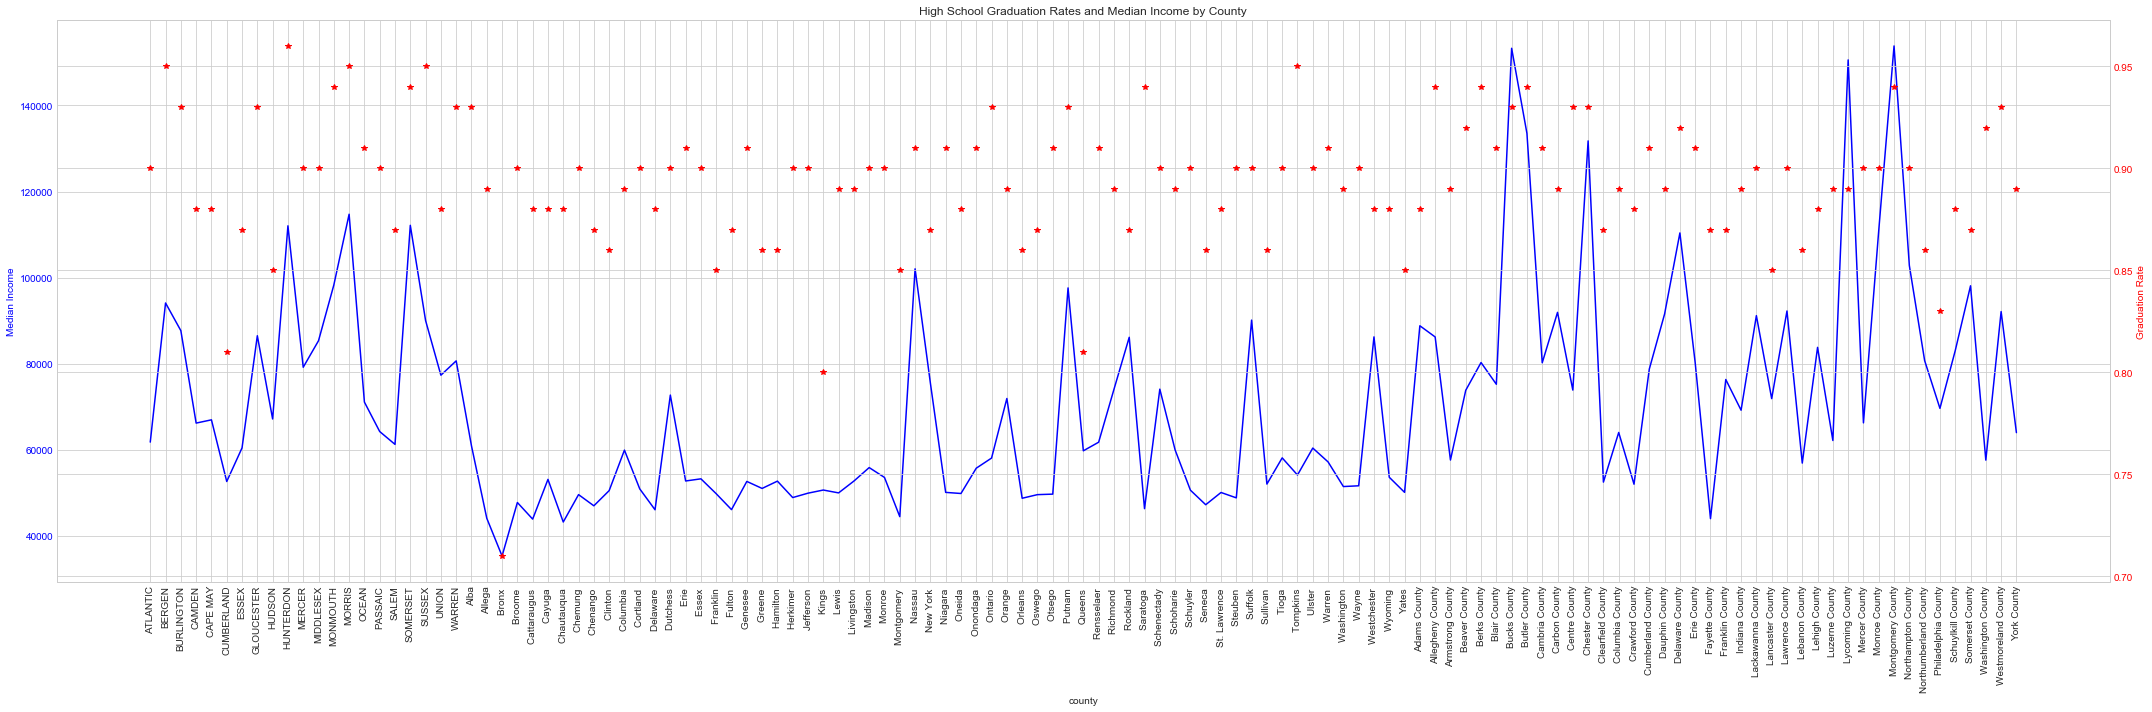 High School Graduation Rates and Median Income by County
Median Income
140000
120000
100000
80000
60000
40000
0.95
0.90
0.85
0.80
0.75
0.70
Graduation Rate
ATLANTIC
BERGEN
BURLINGTON
CAMDEN
CAPE MAY
CUMBERLAND
ESSEX
GLOUCESTER
HUDSON
HUNTERDON
MERCER
MIDDLESEX
MONMOUTH
MORRIS
OCEAN
PASSAIC
SALEM
SOMERSET
SUSSEX
UNION
WARREN
Alba
Allega
Bronx
Broome
Cattaraugus
Cayuga
Chautauqua
Chemung
Chenango
Clinton
Columbia
Cortland
Delaware
Dutchess
Erie
Essex
Franklin
Fulton
Genesee
Greene
Hamilton
Herkimer
Jefferson
Kings
Lewis
Livingston
Madison
Monroe
Montgomery
Nassau
New York
Niagara
Oneida
Onondaga
Ontario
Orange
Orleans
Oswego
Otsego
Putnam
Queens
Rensselaer
Richmond
Rockland
Saratoga
Schenectady
Schoharie
Schuyler
Seneca
St. Lawrence
Steuben
Suffolk
Sullivan
Tioga
Tompkins
Ulster
Warren
Washington
Wayne
Westchester
Wyoming
Yates
Adams County
Allegheny County
Armstrong County
Beaver County
Berks County
Blair County
Bucks County
Butler County
Cambria County
Carbon County
Centre County
Chester County
Clearfield County
Columbia County
Crawford County
Cumberland County
Dauphin County
Delaware County
Erie County
Fayette County
Franklin County
Indiana County
Lackawanna County
Lancaster County
Lawrence County
Lebanon County
Lehigh County
Luzerne County
Lycoming County
Mercer County
Monroe County
Montgomery County
Northampton County
Northumberland County
Philadelphia County
Schuylkill County
Somerset County
Washington County
Westmoreland County
York County
county